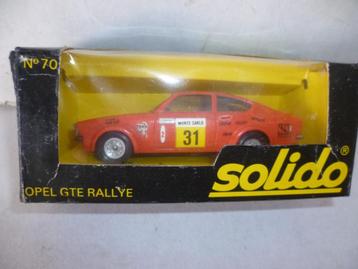 Nº 70
MONTE CARLO
31
OPEL GTE RALLYE
solido
®